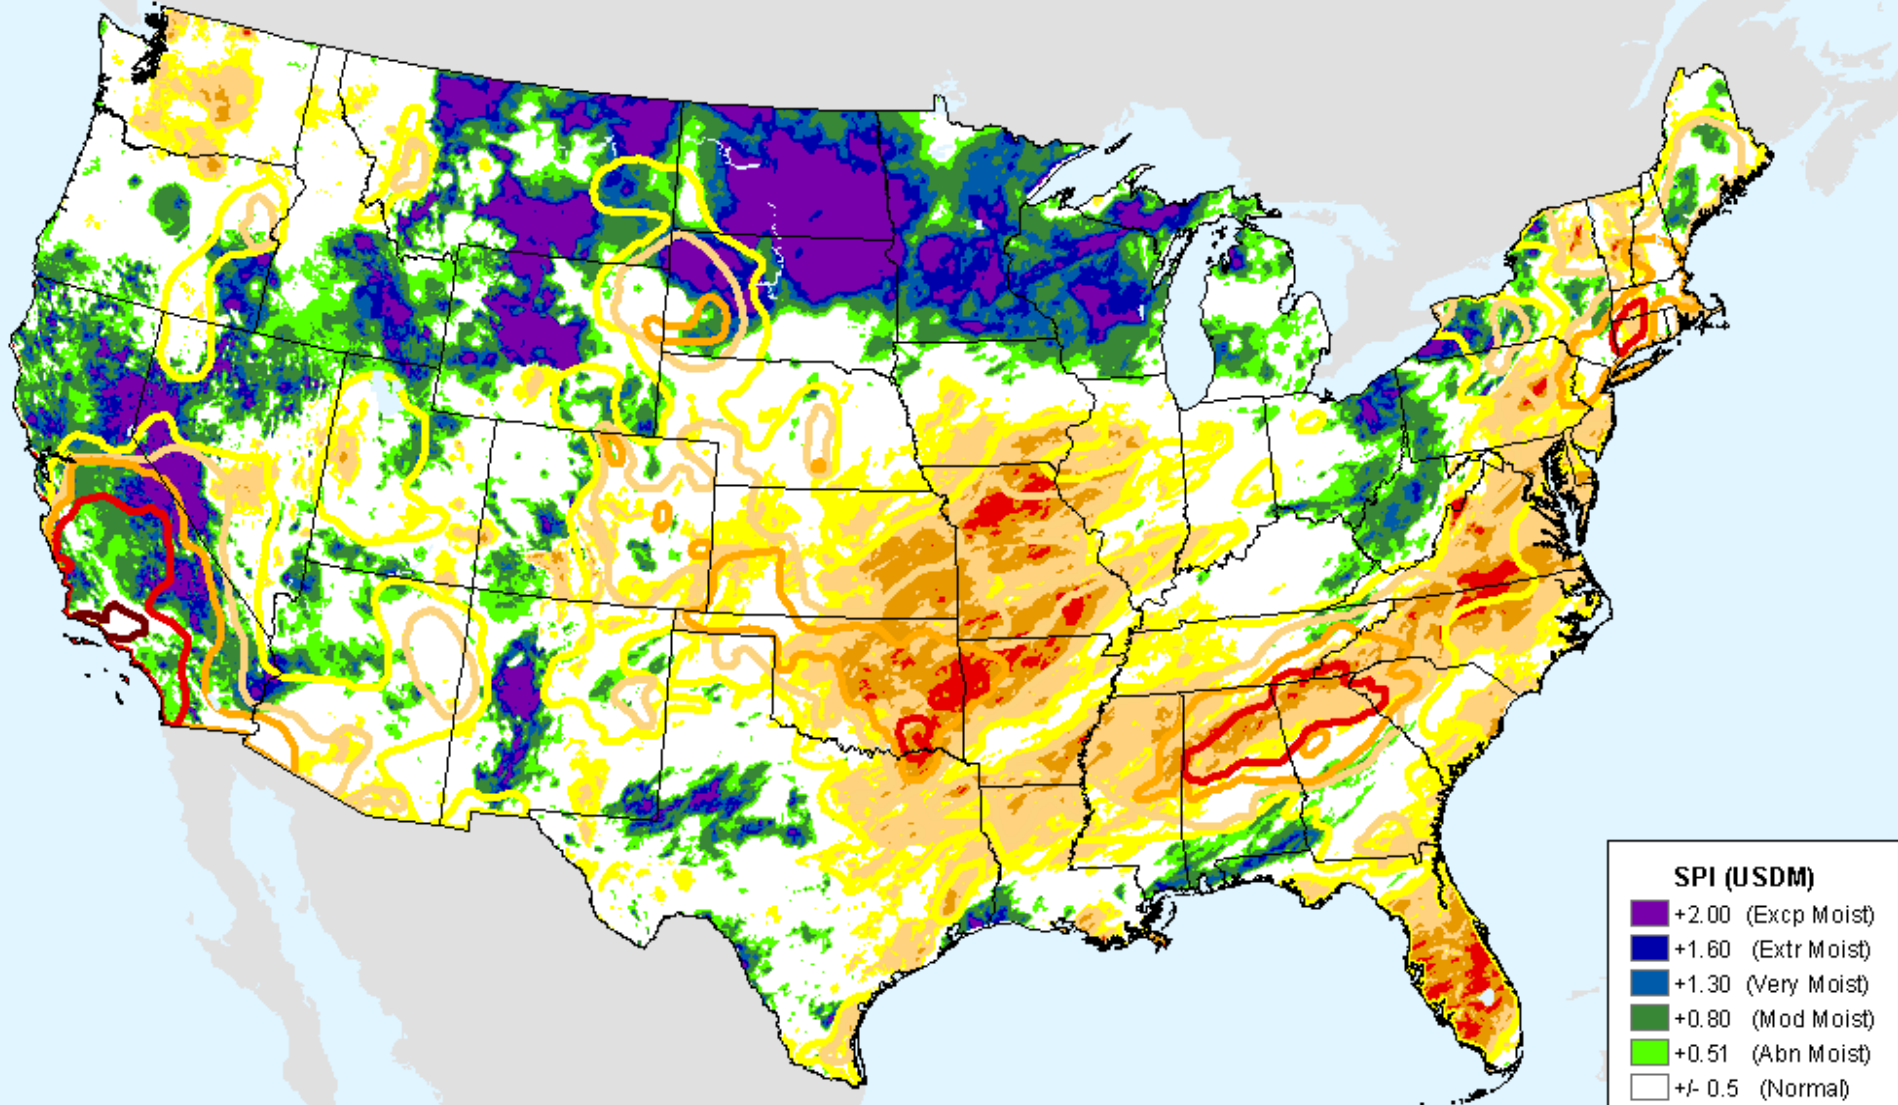 SPI (USDM)
+2.00 (Excp Moist)
+1.60 (Extr Moist)
+1.30 (Very Moist)
+0.80 (Mod Moist)
+0.51 (Abn Moist)
+/- 0.5 (Normal)